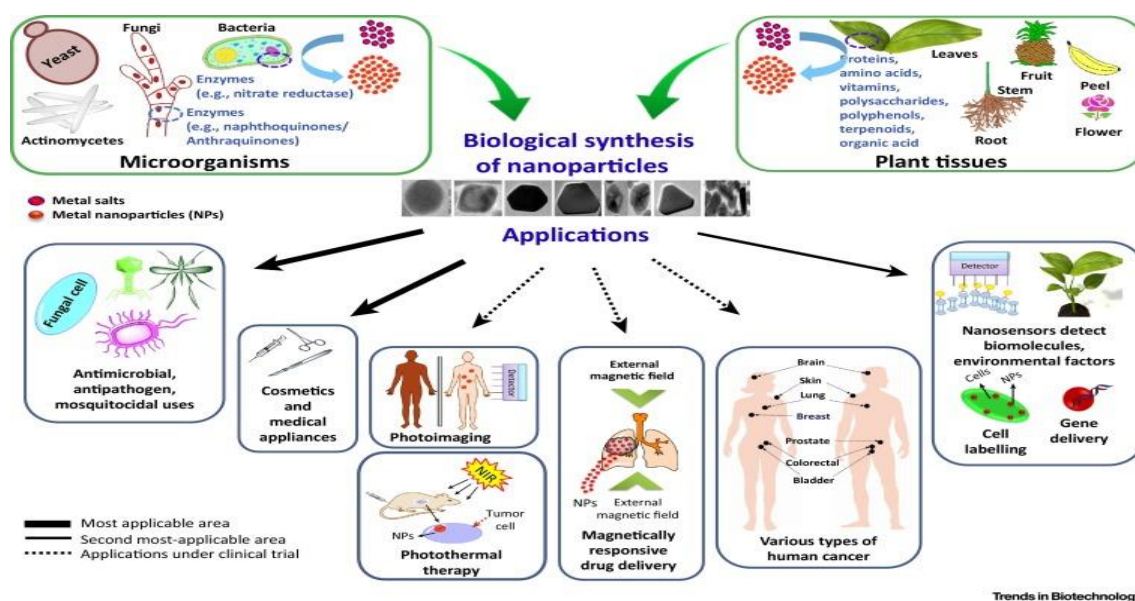 Yeast
Fungi
Bacteria
Enzymes
(e.g., nitrate reductase)
Enzymes
(e.g., naphthoquinones/
Anthraquinones)
Actinomycetes
Microorganisms
Leaves
Proteins,
amino acids,
vitamins,
polysaccharides,
polyphenols,
terpenoids,
organic acid
Fruit
Stem
Peel
Root
Flower
Plant tissues
Biological synthesis
of nanoparticles
Metal salts
Metal nanoparticles (NPs)
Applications
Fungal cell
Antimicrobial,
antipathogen,
mosquitocidal uses
Cosmetics
and
medical
appliances
Detector
Photoimaging
NIR
Tumor
cell
NPs
Photothermal
therapy
External
magnetic field
NPs
External
magnetic field
Magnetically
responsive
drug delivery
Brain
Skin
Lung
Breast
Prostate
Colorectal
Bladder
Various types of
human cancer
Detector
Nanosensors detect
biomolecules,
environmental factors
Cells
NPs
Cell
labelling
Gene
delivery
Most applicable area
Second most-applicable area
Applications under clinical trial
Trends in Biotechnolog